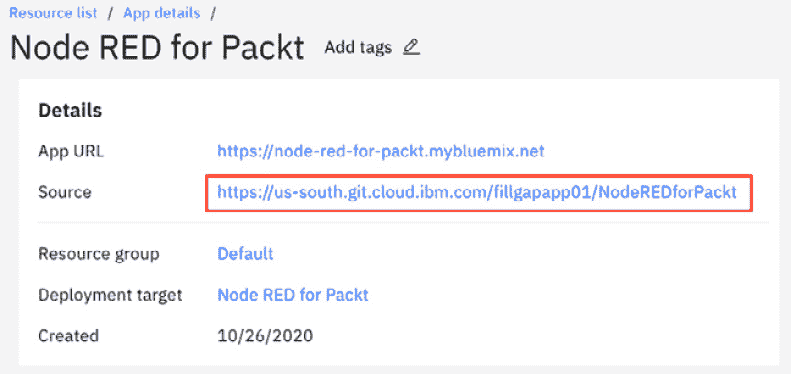 Resource list / App details /
Node RED for Packt Add tags
Details
App URL https://node-red-for-packt.mybluemix.net
Source https://us-south.git.cloud.ibm.com/fillgapapp01/NodeREDforPackt
Resource group Default
Deployment target Node RED for Packt
Created 10/26/2020